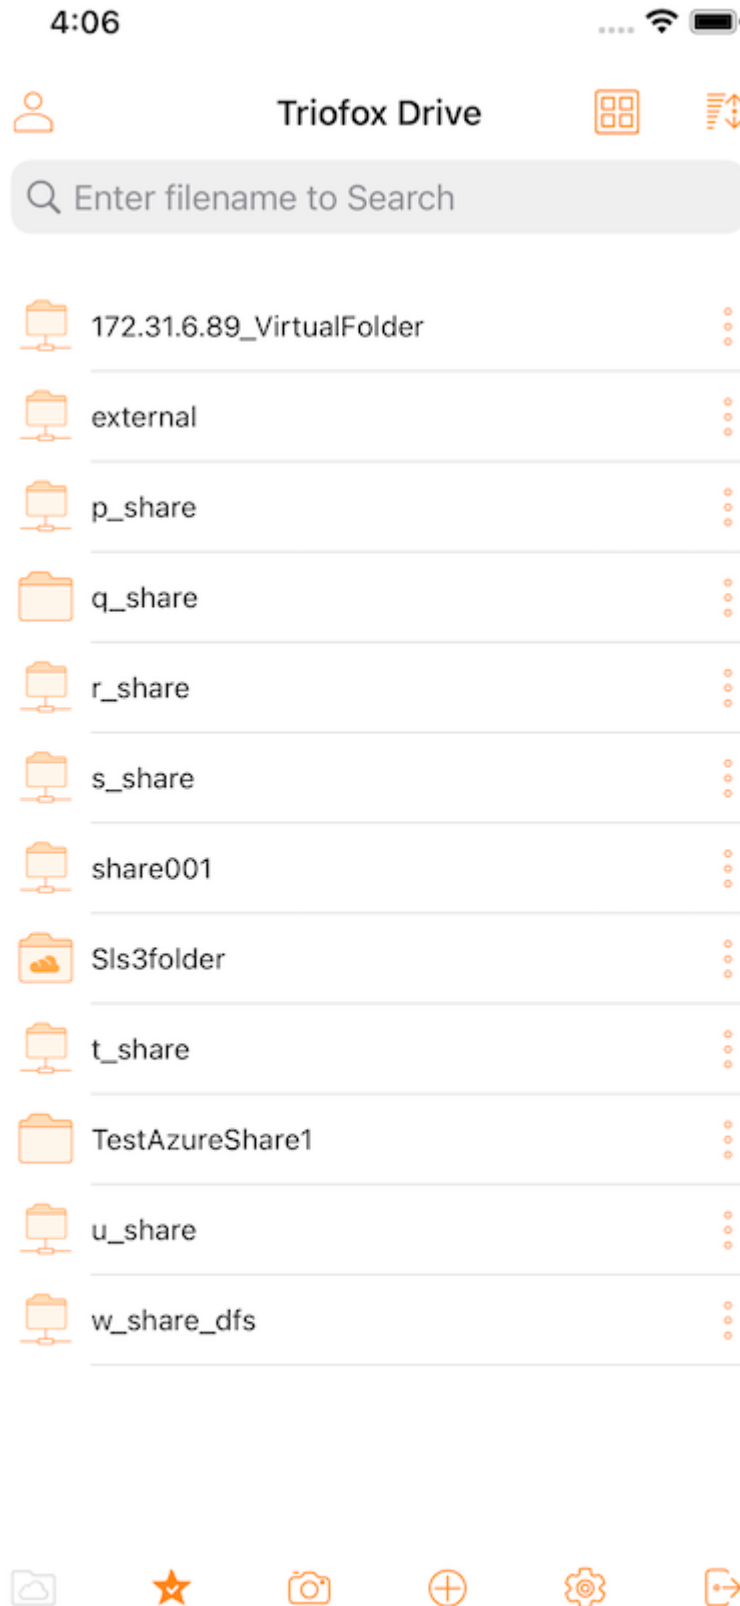 4:06
Triofox Drive
Enter filename to Search
172.31.6.89_VirtualFolder
external
p_share
q_share
r_share
s_share
share001
Sls3folder
t_share
TestAzureShare1
u_share
w_share_dfs